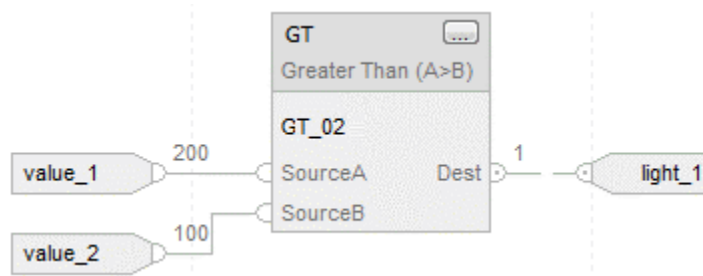 GT ...
Greater Than (A>B)
GT_02
value_1 200 SourceA Dest 1 light_1
SourceB
value_2 100